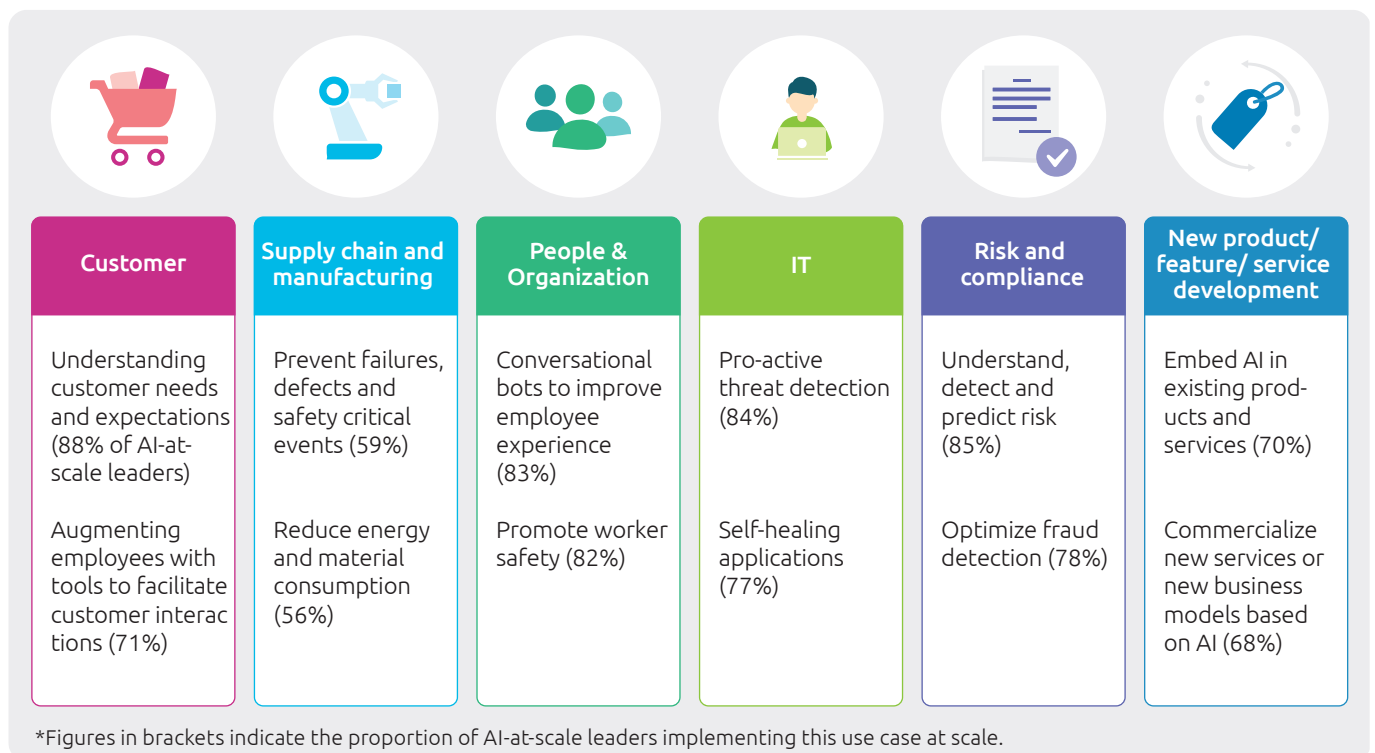 Customer
Understanding
customer needs
and expectations
(88% of AI-at-
scale leaders)
Augmenting
employees with
tools to facilitate
customer interac
tions (71%)
Supply chain and
manufacturing
Prevent failures,
defects and
safety critical
events (59%)
Reduce energy
and material
consumption
(56%)
People &
Organization
Conversational
bots to improve
employee
experience
(83%)
Promote worker
safety (82%)
IT
Pro-active
threat detection
(84%)
Self-healing
applications
(77%)
Risk and
compliance
Understand,
detect and
predict risk
(85%)
Optimize fraud
detection (78%)
New product/
feature/ service
development
Embed AI in
existing prod-
ucts and
services (70%)
Commercialize
new services or
new business
models based
on AI (68%)
*Figures in brackets indicate the proportion of AI-at-scale leaders implementing this use case at scale.